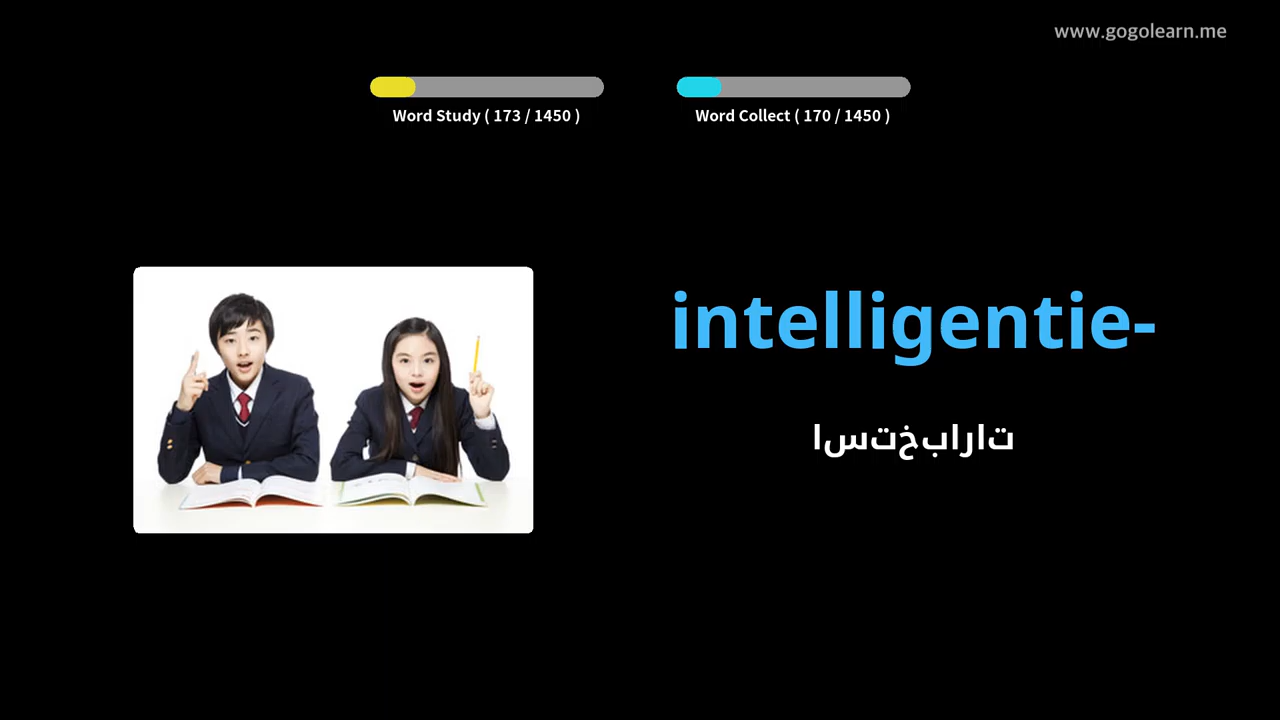 www.gogolearn.me
Word Study ( 173 / 1450 )
Word Collect ( 170 / 1450 )
intelligentie-
تارابختسا